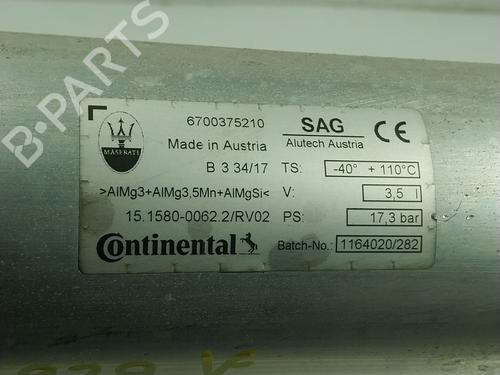 B-PARTS
MASERATI
6700375210
Made in Austria
B 3 34/17
>AlMg3+AlMg3,5Mn+AlMgSi<
15.1580-0062.2/RV02
Continental
SAG
Alutech Austria
CE
TS: -40° + 110°C
V: 3,5 l
PS: 17,3 bar
Batch-No.: 1164020/282